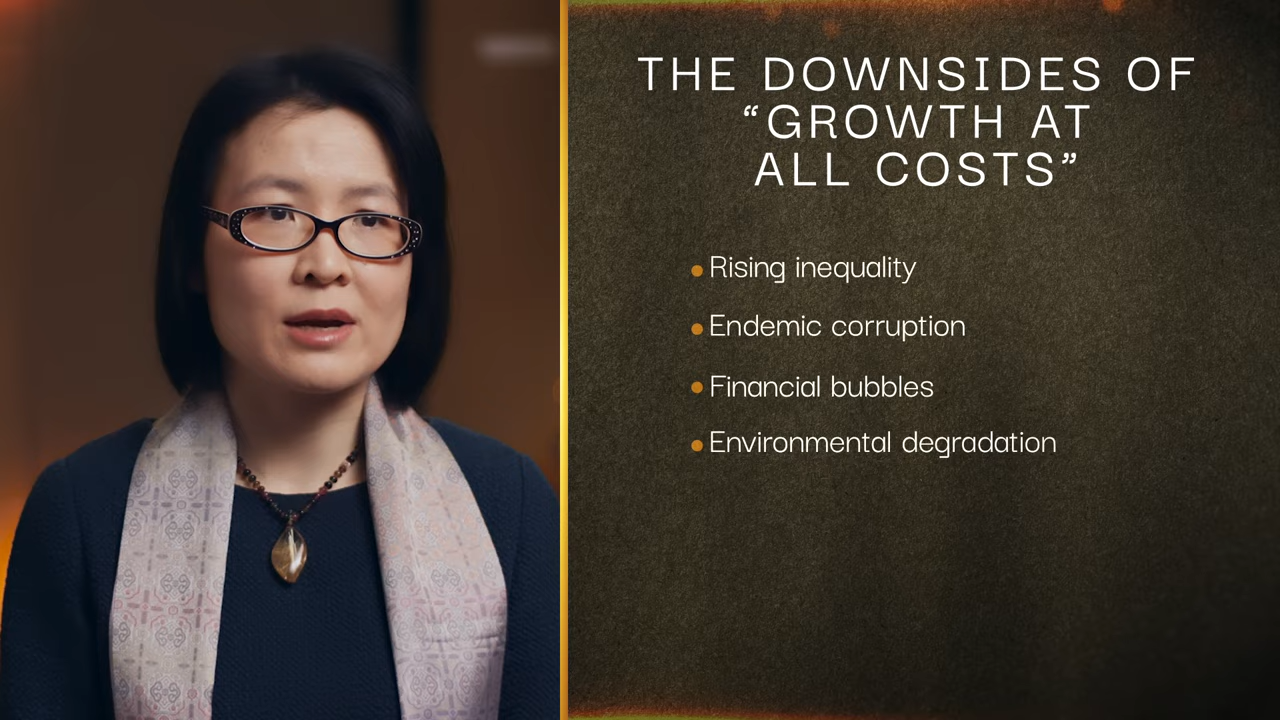 THE DOWNSIDES OF
“GROWTH AT
ALL COSTS”
Rising inequality
Endemic corruption
Financial bubbles
Environmental degradation